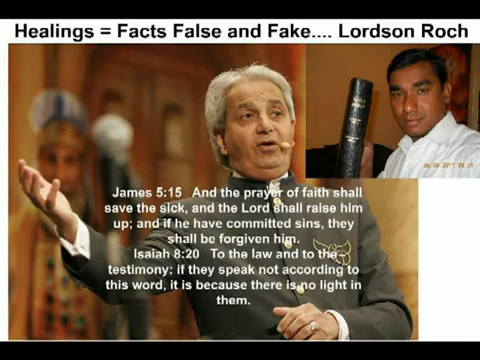 Healings = Facts False and Fake.... Lordson Roch
James 5:15 And the prayer of faith shall
save the sick, and the Lord shall raise him
up; and if he have committed sins, they
shall be forgiven him.
Isaiah 8:20 To the law and to the
testimony: if they speak not according to
this word, it is because there is no light in
them.